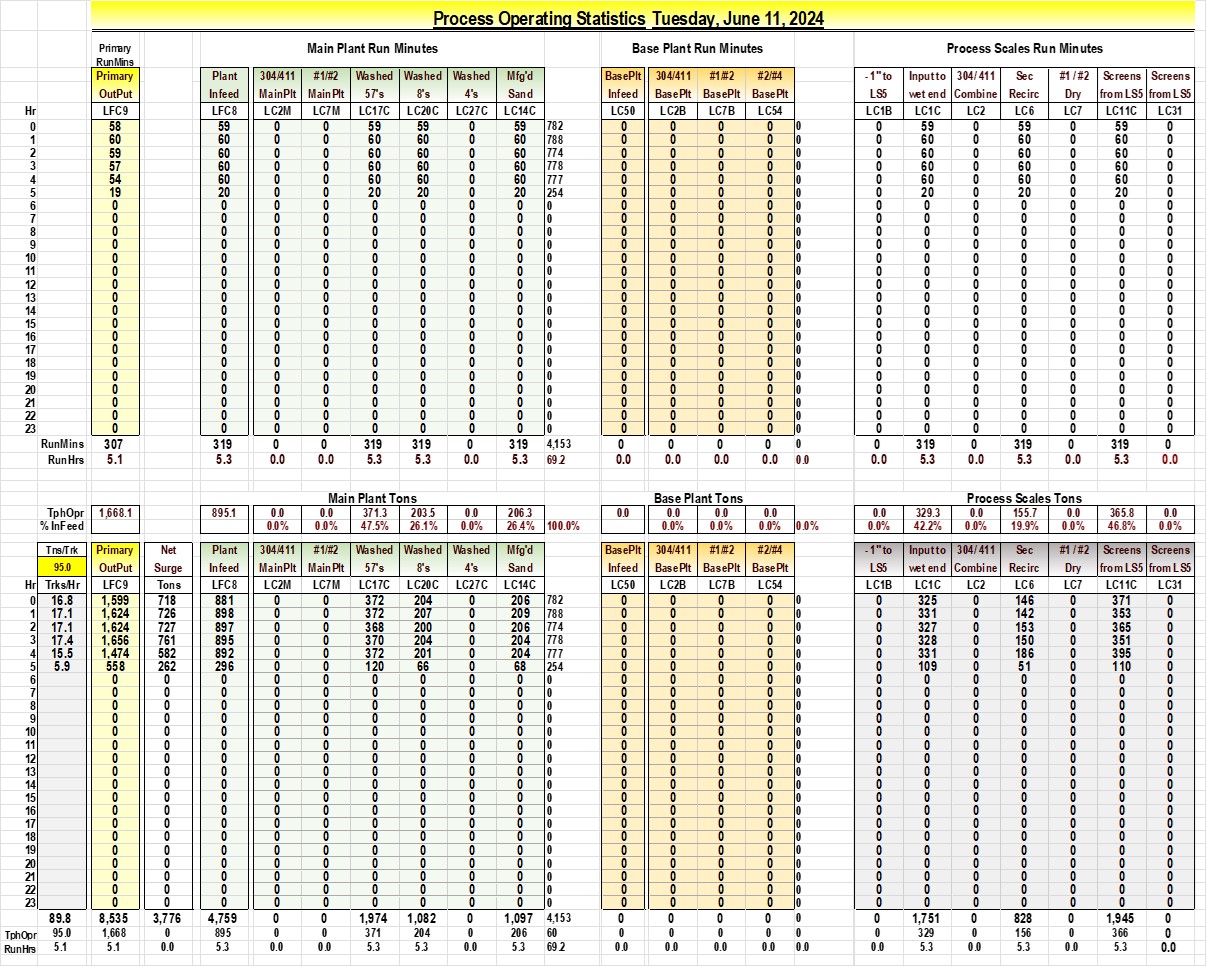 Process Operating Statistics Tuesday, June 11, 2024
Primary Main Plant Run Minutes Base Plant Run Minutes Process Scales Run Minutes
RunMins
Primary Plant 304/411 #1/#2 Washed Washed Washed Mfg'd BasePlt 304/411 #1/#2 #2/#4 - 1" to Input to 304/ 411 Sec #1 / #2 Screens Screens
OutPut Infeed MainPlt Main Plt 57's 8's 4's Sand Infeed BasePlt BasePlt BasePlt LS5 wet end Combine Recirc Dry from LS5 from LS5
Hr LFC9 LFC8 LC2M LC7M LC17C LC20C LC27C LC14C LC50 LC2B LC7B LC54 LC1B LC1C LC2 LC6 LC7 LC11C LC31
0 58 59 0 0 59 59 0 59 782 0 0 0 0 0 0 59 0 59 0 59 0
1 60 60 0 0 60 60 0 60 788 0 0 0 0 0 0 60 0 60 0 60 0
2 59 60 0 0 60 60 0 60 774 0 0 0 0 0 0 60 0 60 0 60 0
3 57 60 0 0 60 60 0 60 778 0 0 0 0 0 0 60 0 60 0 60 0
4 54 60 0 0 60 60 0 60 777 0 0 0 0 0 0 60 0 60 0 60 0
5 19 20 0 0 20 20 0 20 254 0 0 0 0 0 0 20 0 20 0 20 0
6 0 0 0 0 0 0 0 0 0 0 0 0 0 0 0 0 0 0 0 0 0
7 0 0 0 0 0 0 0 0 0 0 0 0 0 0 0 0 0 0 0 0 0
8 0 0 0 0 0 0 0 0 0 0 0 0 0 0 0 0 0 0 0 0 0
9 0 0 0 0 0 0 0 0 0 0 0 0 0 0 0 0 0 0 0 0 0
10 0 0 0 0 0 0 0 0 0 0 0 0 0 0 0 0 0 0 0 0 0
11 0 0 0 0 0 0 0 0 0 0 0 0 0 0 0 0 0 0 0 0 0
12 0 0 0 0 0 0 0 0 0 0 0 0 0 0 0 0 0 0 0 0 0
13 0 0 0 0 0 0 0 0 0 0 0 0 0 0 0 0 0 0 0 0 0
14 0 0 0 0 0 0 0 0 0 0 0 0 0 0 0 0 0 0 0 0 0
15 0 0 0 0 0 0 0 0 0 0 0 0 0 0 0 0 0 0 0 0 0
16 0 0 0 0 0 0 0 0 0 0 0 0 0 0 0 0 0 0 0 0 0
17 0 0 0 0 0 0 0 0 0 0 0 0 0 0 0 0 0 0 0 0 0
18 0 0 0 0 0 0 0 0 0 0 0 0 0 0 0 0 0 0 0 0 0
19 0 0 0 0 0 0 0 0 0 0 0 0 0 0 0 0 0 0 0 0 0
20 0 0 0 0 0 0 0 0 0 0 0 0 0 0 0 0 0 0 0 0 0
21 0 0 0 0 0 0 0 0 0 0 0 0 0 0 0 0 0 0 0 0 0
22 0 0 0 0 0 0 0 0 0 0 0 0 0 0 0 0 0 0 0 0 0
23 0 0 0 0 0 0 0 0 0 0 0 0 0 0 0 0 0 0 0 0 0
RunMins 307 319 0 0 319 319 0 319 4,153 0 0 0 0 0 0 319 0 319 0 319 0
Run Hrs 5.1 5.3 0.0 0.0 5.3 5.3 0.0 5.3 69.2 0.0 0.0 0.0 0.0 0.0 0.0 5.3 0.0 5.3 0.0 5.3 0.0
Main Plant Tons Base Plant Tons Process Scales Tons
TphOpr 1,668.1 895.1 0.0 0.0 371.3 203.5 0.0 206.3 0.0 0.0 0.0 0.0 0.0 329.3 0.0 155.7 0.0 365.8 0.0
% InFeed 0.0% 0.0% 47.5% 26.1% 0.0% 26.4% 100.0% 0.0% 0.0% 0.0% 0.0% 0.0% 42.2% 0.0% 19.9% 0.0% 46.8% 0.0%
Tns/Trk Primary Net Plant 304/411 #1/#2 Washed Washed Washed Mfg'd BasePlt 304/411 #1/#2 #2/#4 - 1" to Input to 304/ 411 Sec #1 / #2 Screens Screens
95.0 OutPut Surge Infeed MainPlt Main Plt 57's 8's 4's Sand Infeed BasePlt BasePlt BasePlt LS5 wet end Combine Recirc Dry from LS5 from LS5
Hr Trks/Hr LFC9 Tons LFC8 LC2M LC7M LC17C LC20C LC27C LC14C LC50 LC2B LC7B LC54 LC1B LC1C LC2 LC6 LC7 LC11C LC31
0 16.8 1,599 718 881 0 0 372 204 0 206 782 0 0 0 0 0 0 325 0 146 0 371 0
1 17.1 1,624 726 898 0 0 372 207 0 209 788 0 0 0 0 0 0 331 0 142 0 353 0
2 17.1 1,624 727 897 0 0 368 200 0 206 774 0 0 0 0 0 0 327 0 153 0 365 0
3 17.4 1,656 761 895 0 0 370 204 0 204 778 0 0 0 0 0 0 328 0 150 0 351 0
4 15.5 1,474 582 892 0 0 372 201 0 204 777 0 0 0 0 0 0 331 0 186 0 395 0
5 5.9 558 262 296 0 0 120 66 0 68 254 0 0 0 0 0 0 109 0 51 0 110 0
6 0 0 0 0 0 0 0 0 0 0 0 0 0 0 0 0 0 0 0 0 0 0
7 0 0 0 0 0 0 0 0 0 0 0 0 0 0 0 0 0 0 0 0 0 0
8 0 0 0 0 0 0 0 0 0 0 0 0 0 0 0 0 0 0 0 0 0 0
9 0 0 0 0 0 0 0 0 0 0 0 0 0 0 0 0 0 0 0 0 0 0
10 0 0 0 0 0 0 0 0 0 0 0 0 0 0 0 0 0 0 0 0 0 0
11 0 0 0 0 0 0 0 0 0 0 0 0 0 0 0 0 0 0 0 0 0 0
12 0 0 0 0 0 0 0 0 0 0 0 0 0 0 0 0 0 0 0 0 0 0
13 0 0 0 0 0 0 0 0 0 0 0 0 0 0 0 0 0 0 0 0 0 0
14 0 0 0 0 0 0 0 0 0 0 0 0 0 0 0 0 0 0 0 0 0 0
15 0 0 0 0 0 0 0 0 0 0 0 0 0 0 0 0 0 0 0 0 0 0
16 0 0 0 0 0 0 0 0 0 0 0 0 0 0 0 0 0 0 0 0 0 0
17 0 0 0 0 0 0 0 0 0 0 0 0 0 0 0 0 0 0 0 0 0 0
18 0 0 0 0 0 0 0 0 0 0 0 0 0 0 0 0 0 0 0 0 0 0
19 0 0 0 0 0 0 0 0 0 0 0 0 0 0 0 0 0 0 0 0 0 0
20 0 0 0 0 0 0 0 0 0 0 0 0 0 0 0 0 0 0 0 0 0 0
21 0 0 0 0 0 0 0 0 0 0 0 0 0 0 0 0 0 0 0 0 0 0
22 0 0 0 0 0 0 0 0 0 0 0 0 0 0 0 0 0 0 0 0 0 0
23 0 0 0 0 0 0 0 0 0 0 0 0 0 0 0 0 0 0 0 0 0 0
89.8 8,535 3,776 4,759 0 0 1,974 1,082 0 1,097 4,153 0 0 0 0 0 0 1,751 0 828 0 1,945 0
TphOpr 95.0 1,668 0 895 0 0 371 204 0 206 60 0 0 0 0 0 0 329 0 156 0 366 0
RunHrs 5.1 5.1 0.0 5.3 0.0 0.0 5.3 5.3 0.0 5.3 69.2 0.0 0.0 0.0 0.0 0.0 0.0 5.3 0.0 5.3 0.0 5.3 0.0